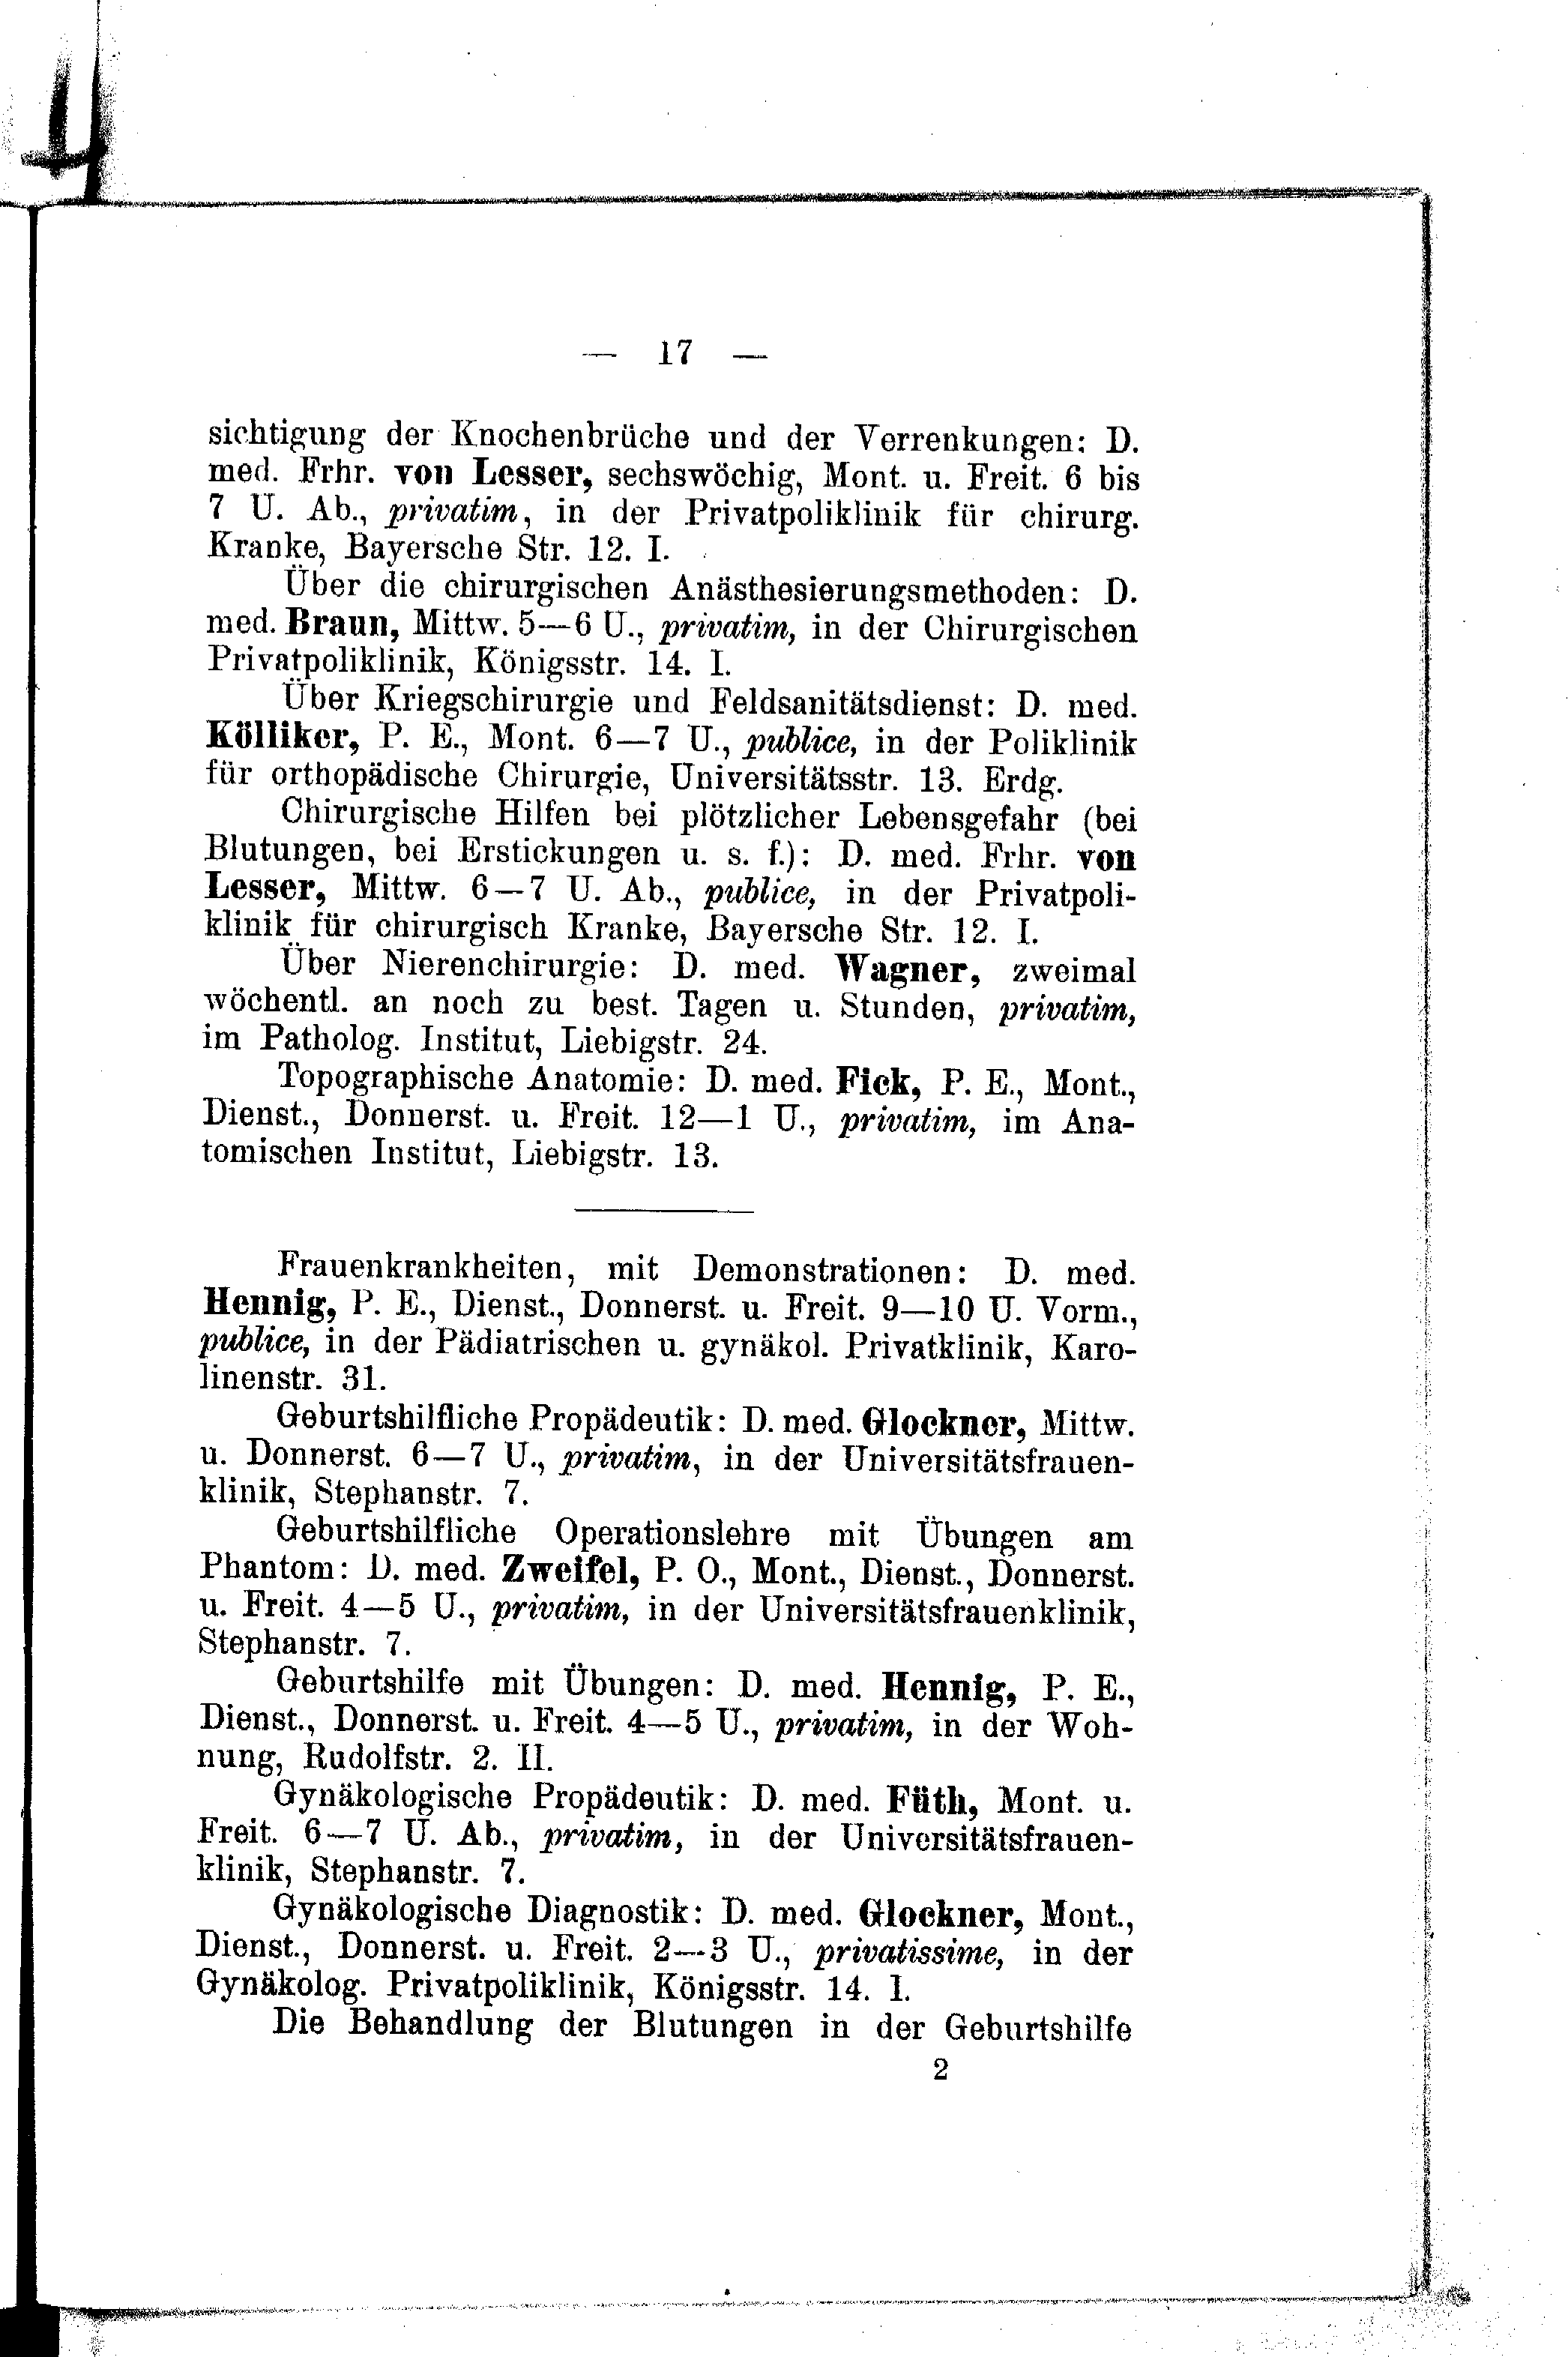 — 17 —
sichtigung der Knochenbrüche und der Verrenkungen: D.
med. Frhr. von Lesser, sechswöchig, Mont. u. Freit. 6 bis
7 U. Ab., privatim, in der Privatpoliklinik für chirurg.
Kranke, Bayersche Str. 12. I.
Über die chirurgischen Anästhesierungsmethoden: D.
med. Braun, Mittw. 5—6 U., privatim, in der Chirurgischen
Privatpoliklinik, Königsstr. 14. I.
Über Kriegschirurgie und Feldsanitätsdienst: D. med.
Kölliker, P. E., Mont. 6—7 U., publice, in der Poliklinik
für orthopädische Chirurgie, Universitätsstr. 13. Erdg.
Chirurgische Hilfen bei plötzlicher Lebensgefahr (bei
Blutungen, bei Erstickungen u. s. f.): D. med. Frhr. von
Lesser, Mittw. 6—7 U. Ab., publice, in der Privatpoli-
klinik für chirurgisch Kranke, Bayersche Str. 12. I.
Über Nierenchirurgie: D. med. Wagner, zweimal
wöchentl. an noch zu best. Tagen u. Stunden, privatim,
im Patholog. Institut, Liebigstr. 24.
Topographische Anatomie: D. med. Fick, P. E., Mont.,
Dienst., Donnerst. u. Freit. 12—1 U., privatim, im Ana-
tomischen Institut, Liebigstr. 13.
Frauenkrankheiten, mit Demonstrationen: D. med.
Hennig, P. E., Dienst., Donnerst. u. Freit. 9—10 U. Vorm.,
publice, in der Pädiatrischen u. gynäkol. Privatklinik, Karo-
linenstr. 31.
Geburtshilfliche Propädeutik: D. med. Glockner, Mittw.
u. Donnerst. 6—7 U., privatim, in der Universitätsfrauen-
klinik, Stephanstr. 7.
Geburtshilfliche Operationslehre mit Übungen am
Phantom: D. med. Zweifel, P. O., Mont., Dienst., Donnerst.
u. Freit. 4—5 U., privatim, in der Universitätsfrauenklinik,
Stephanstr. 7.
Geburtshilfe mit Übungen: D. med. Hennig, P. E.,
Dienst., Donnerst. u. Freit. 4—5 U., privatim, in der Woh-
nung, Rudolfstr. 2. II.
Gynäkologische Propädeutik: D. med. Füth, Mont. u.
Freit. 6—7 U. Ab., privatim, in der Universitätsfrauen-
klinik, Stephanstr. 7.
Gynäkologische Diagnostik: D. med. Glockner, Mont.,
Dienst., Donnerst. u. Freit. 2—3 U., privatissime, in der
Gynäkolog. Privatpoliklinik, Königsstr. 14. I.
Die Behandlung der Blutungen in der Geburtshilfe
2